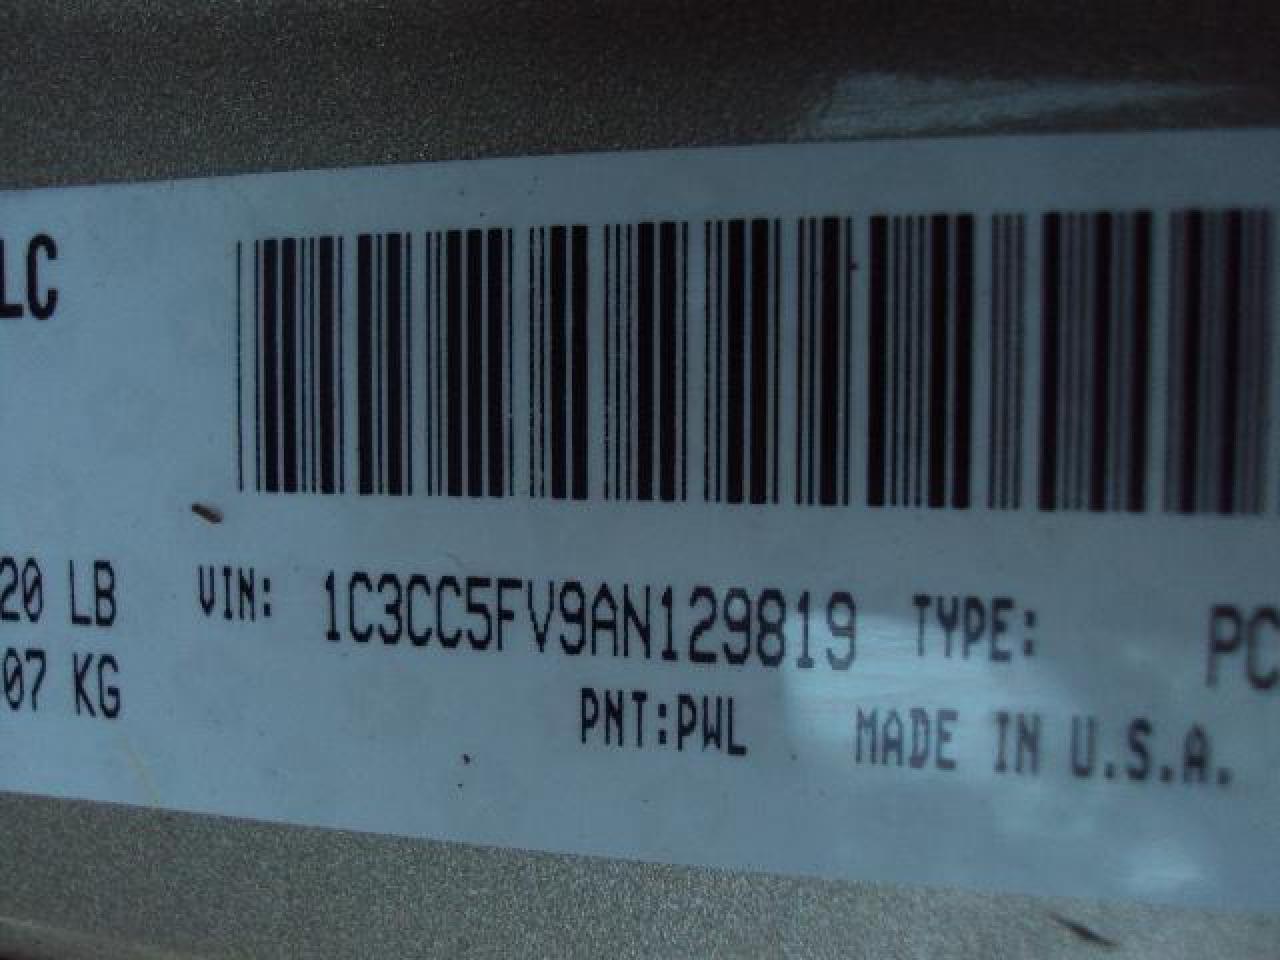 LC
20 LB VIN: 1C3CC5FV9AN129819 TYPE: PC
07 KG PNT:PWL MADE IN U.S.A.